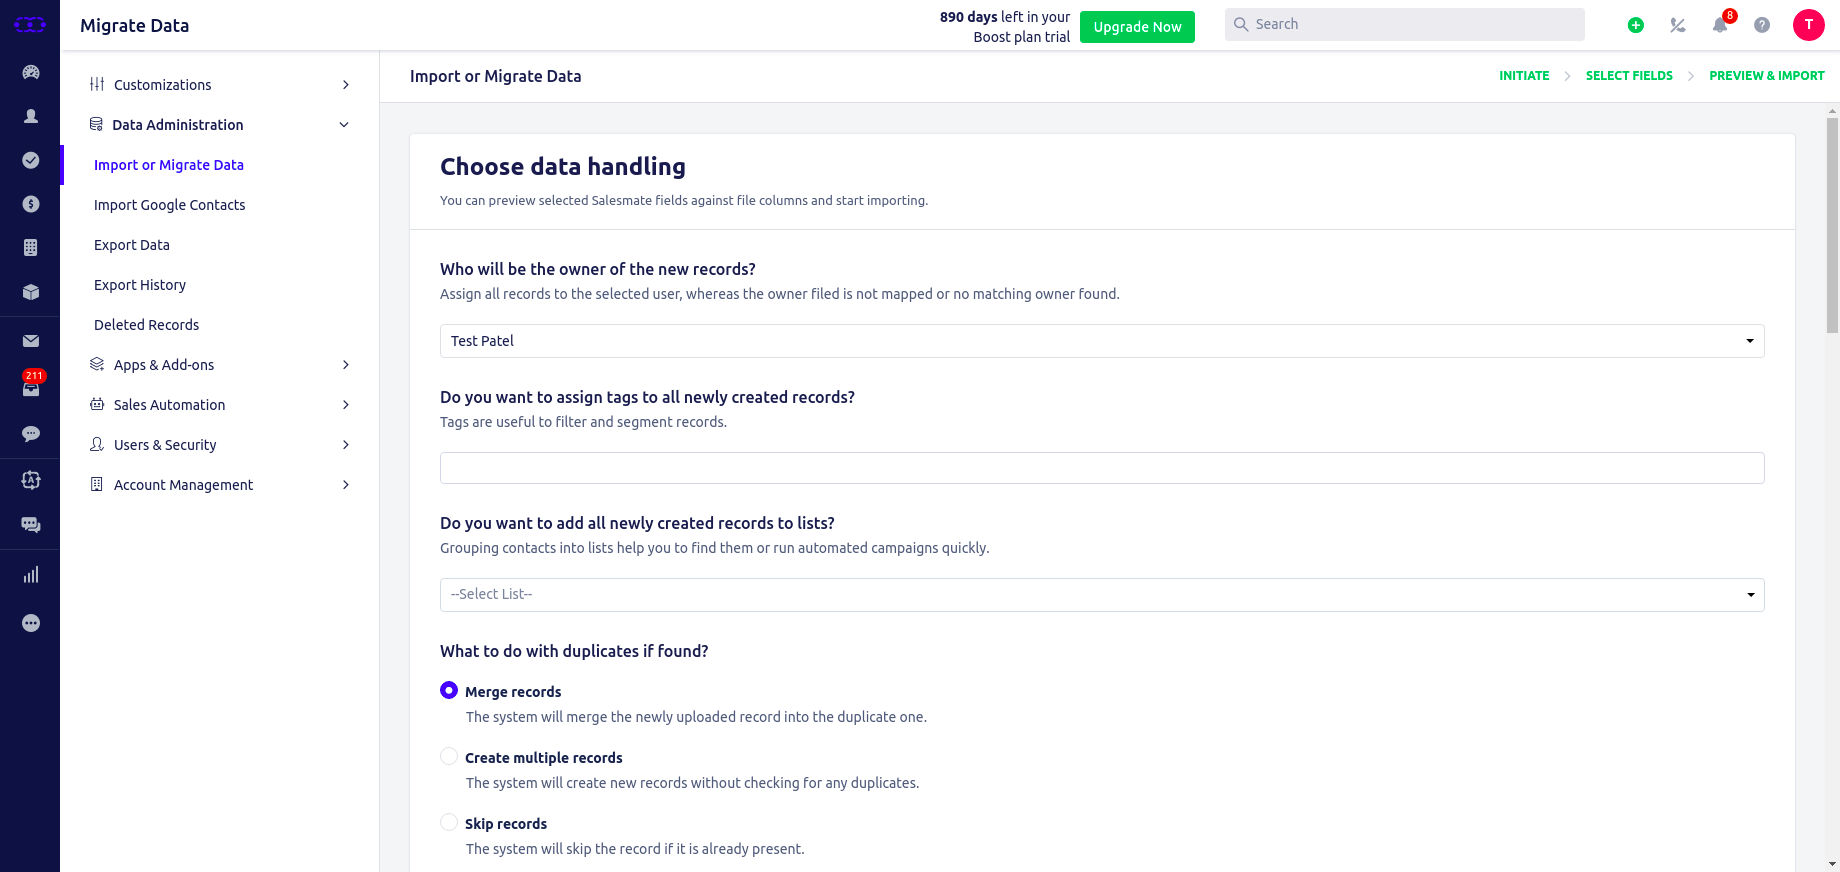 Migrate Data
890 days left in your
Boost plan trial
Upgrade Now
Search
8
T
Customizations
Data Administration
Import or Migrate Data
Import Google Contacts
Export Data
Export History
Deleted Records
Apps & Add-ons
Sales Automation
Users & Security
Account Management
211
Import or Migrate Data
INITIATE
SELECT FIELDS
PREVIEW & IMPORT
Choose data handling
You can preview selected Salesmate fields against file columns and start importing.
Who will be the owner of the new records?
Assign all records to the selected user, whereas the owner filed is not mapped or no matching owner found.
Test Patel
Do you want to assign tags to all newly created records?
Tags are useful to filter and segment records.
Do you want to add all newly created records to lists?
Grouping contacts into lists help you to find them or run automated campaigns quickly.
--Select List--
What to do with duplicates if found?
Merge records
The system will merge the newly uploaded record into the duplicate one.
Create multiple records
The system will create new records without checking for any duplicates.
Skip records
The system will skip the record if it is already present.